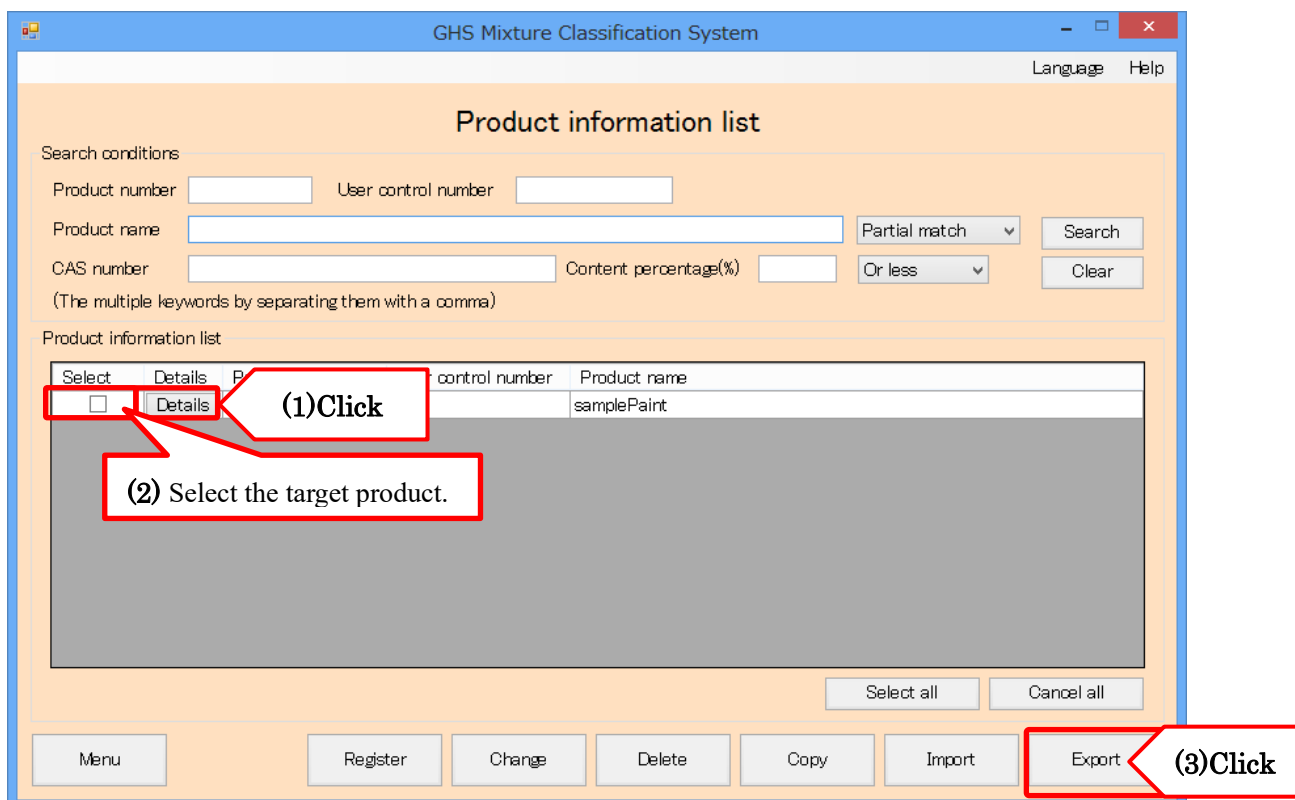 GHS Mixture Classification System
Language Help
Product information list
Search conditions
Product number User control number
Product name Partial match Search
CAS number Content percentage(%) Or less Clear
(The multiple keywords by separating them with a comma)
Product information list
Select Details control number Product name
Details (1)Click samplePaint
(2) Select the target product.
Select all Cancel all
Menu Register Change Delete Copy Import Export (3)Click